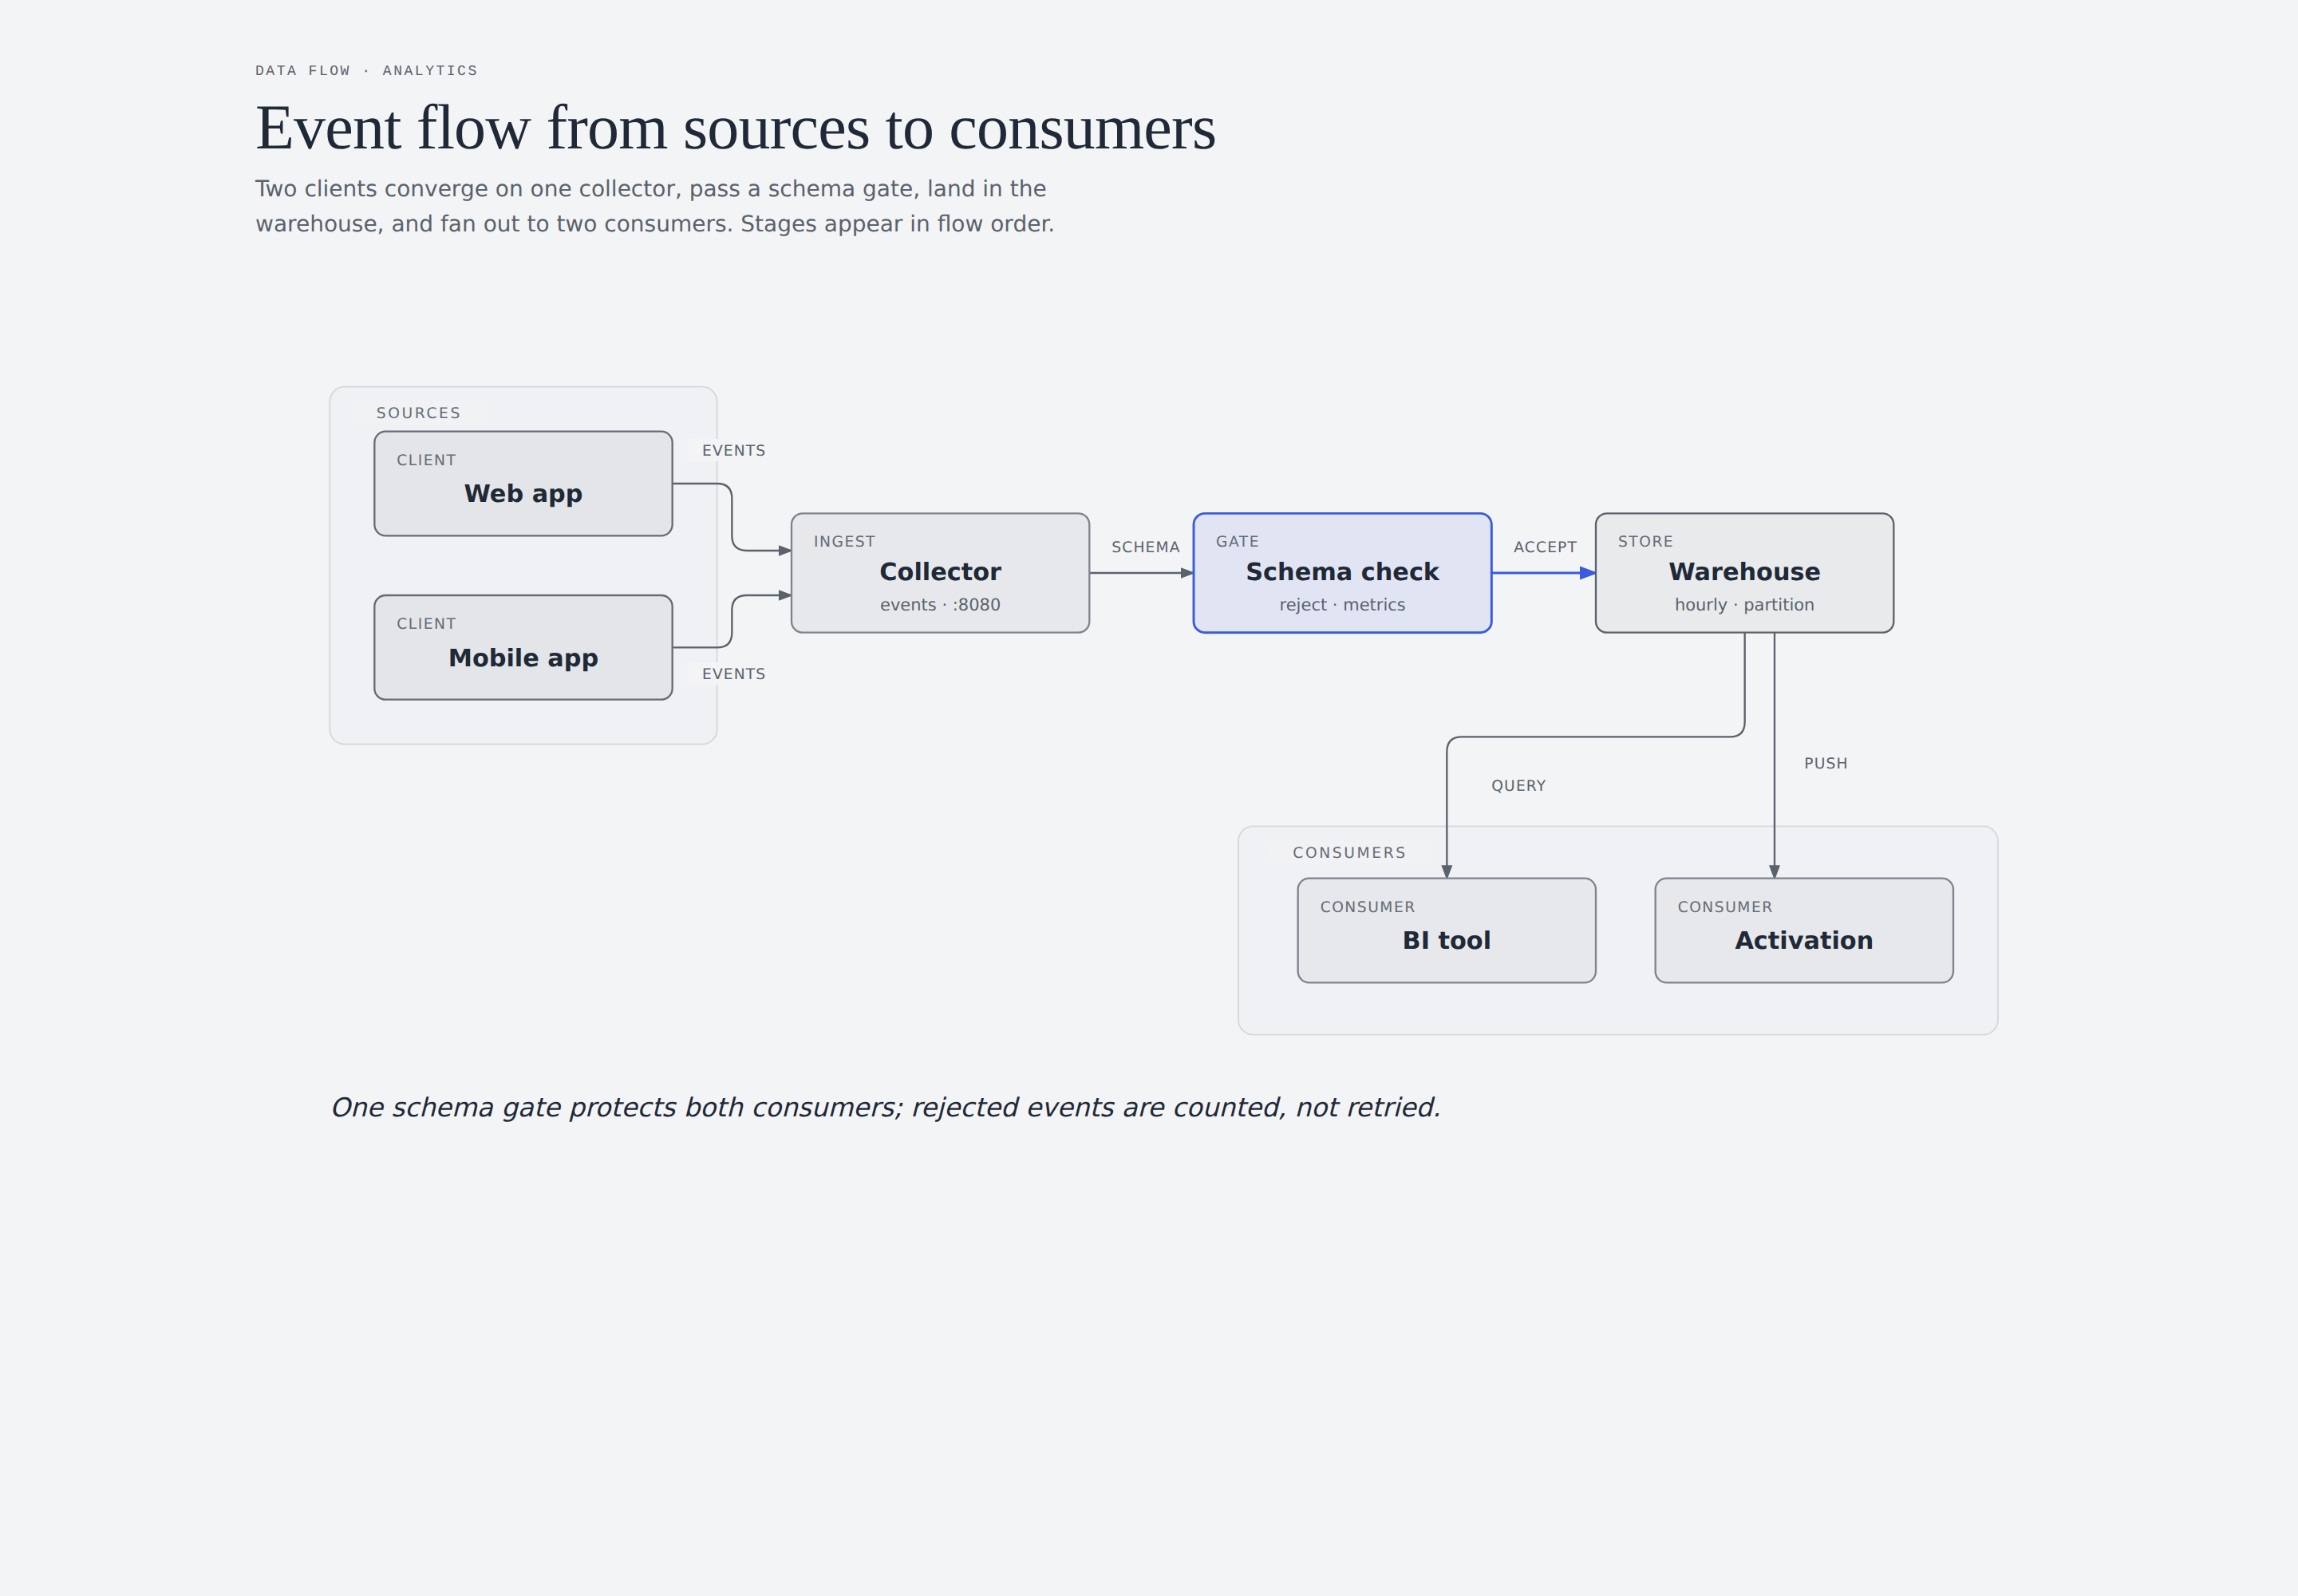 DATA FLOW · ANALYTICS
Event flow from sources to consumers
Two clients converge on one collector, pass a schema gate, land in the
warehouse, and fan out to two consumers. Stages appear in flow order.
SOURCES
CLIENT
Web app
EVENTS
CLIENT
Mobile app
EVENTS
INGEST
Collector
events · :8080
SCHEMA
GATE
Schema check
reject · metrics
ACCEPT
STORE
Warehouse
hourly · partition
QUERY
PUSH
CONSUMERS
CONSUMER
BI tool
CONSUMER
Activation
One schema gate protects both consumers; rejected events are counted, not retried.